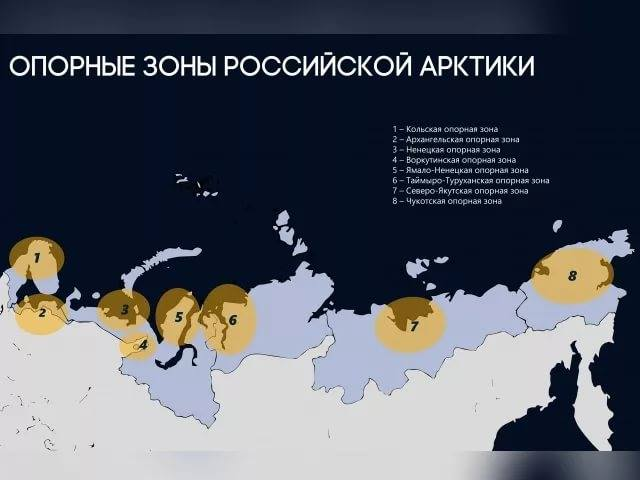 ОПОРНЫЕ ЗОНЫ РОССИЙСКОЙ АРКТИКИ
1 – Кольская опорная зона
2 – Архангельская опорная зона
3 – Ненецкая опорная зона
4 – Воркутинская опорная зона
5 – Ямало-Ненецкая опорная зона
6 – Таймыро-Туруханская опорная зона
7 – Северо-Якутская опорная зона
8 – Чукотская опорная зона
1
2
3
4
5
6
7
8